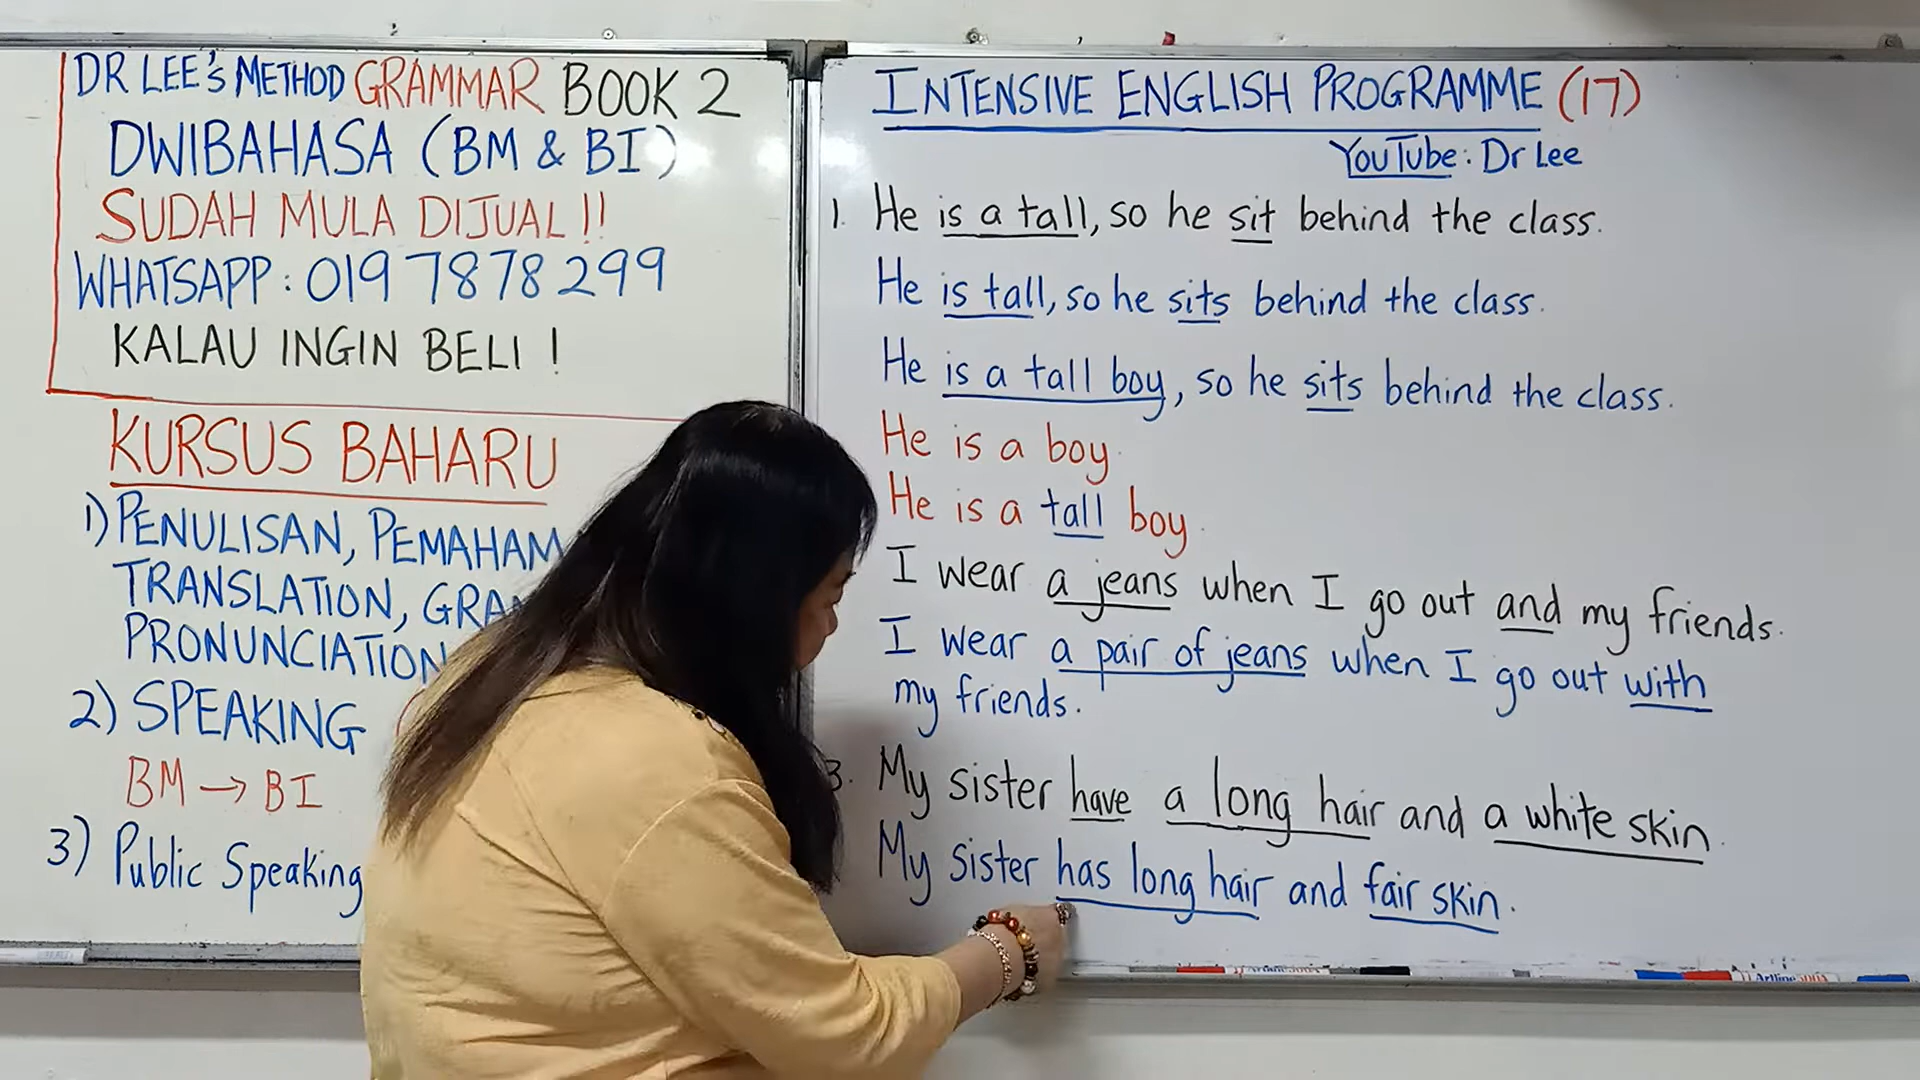 DR LEE's METHOD GRAMMAR BOOK 2
DWIBAHASA (BM & BI)
SUDAH MULA DIJUAL!!
WHATSAPP: 019 7878 299
KALAU INGIN BELI!
KURSUS BAHARU
1) PENULISAN, PEMAHAM
TRANSLATION, GRA
PRONUNCIATION
2) SPEAKING
BM → BI
3) Public Speaking
INTENSIVE ENGLISH PROGRAMME (17)
YouTube: Dr Lee
1. He is a tall, so he sit behind the class.
He is tall, so he sits behind the class.
He is a tall boy, so he sits behind the class.
He is a boy.
He is a tall boy.
I wear a jeans when I go out and my friends.
I wear a pair of jeans when I go out with
my friends.
3. My sister have a long hair and a white skin.
My sister has long hair and fair skin.